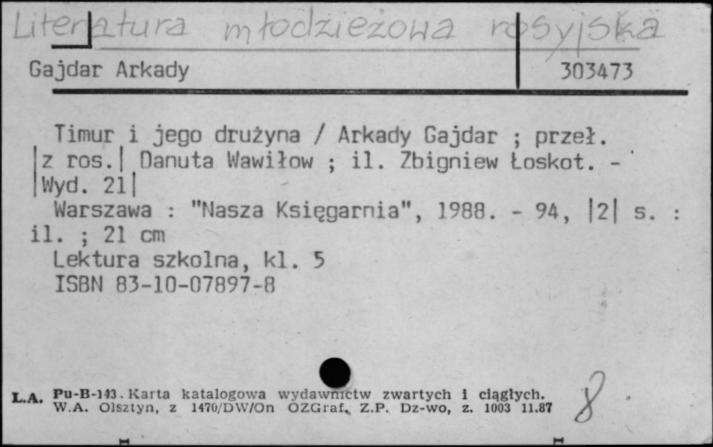 Literatura młodzieżowa rosyjska
Gajdar Arkady 303473
Timur i jego drużyna / Arkady Gajdar ; przeł.
|z ros.| Danuta Wawiłow ; il. Zbigniew Łoskot. -
|Wyd. 21|
Warszawa : "Nasza Księgarnia", 1988. - 94, |2| s. :
il. ; 21 cm
Lektura szkolna, kl. 5
ISBN 83-10-07897-8
L.A. Pu-B-143. Karta katalogowa wydawnictw zwartych i ciągłych.
W.A. Olsztyn, z 1470/DW/On OZGraf. Z.P. Dz-wo, z. 1003 11.87
8